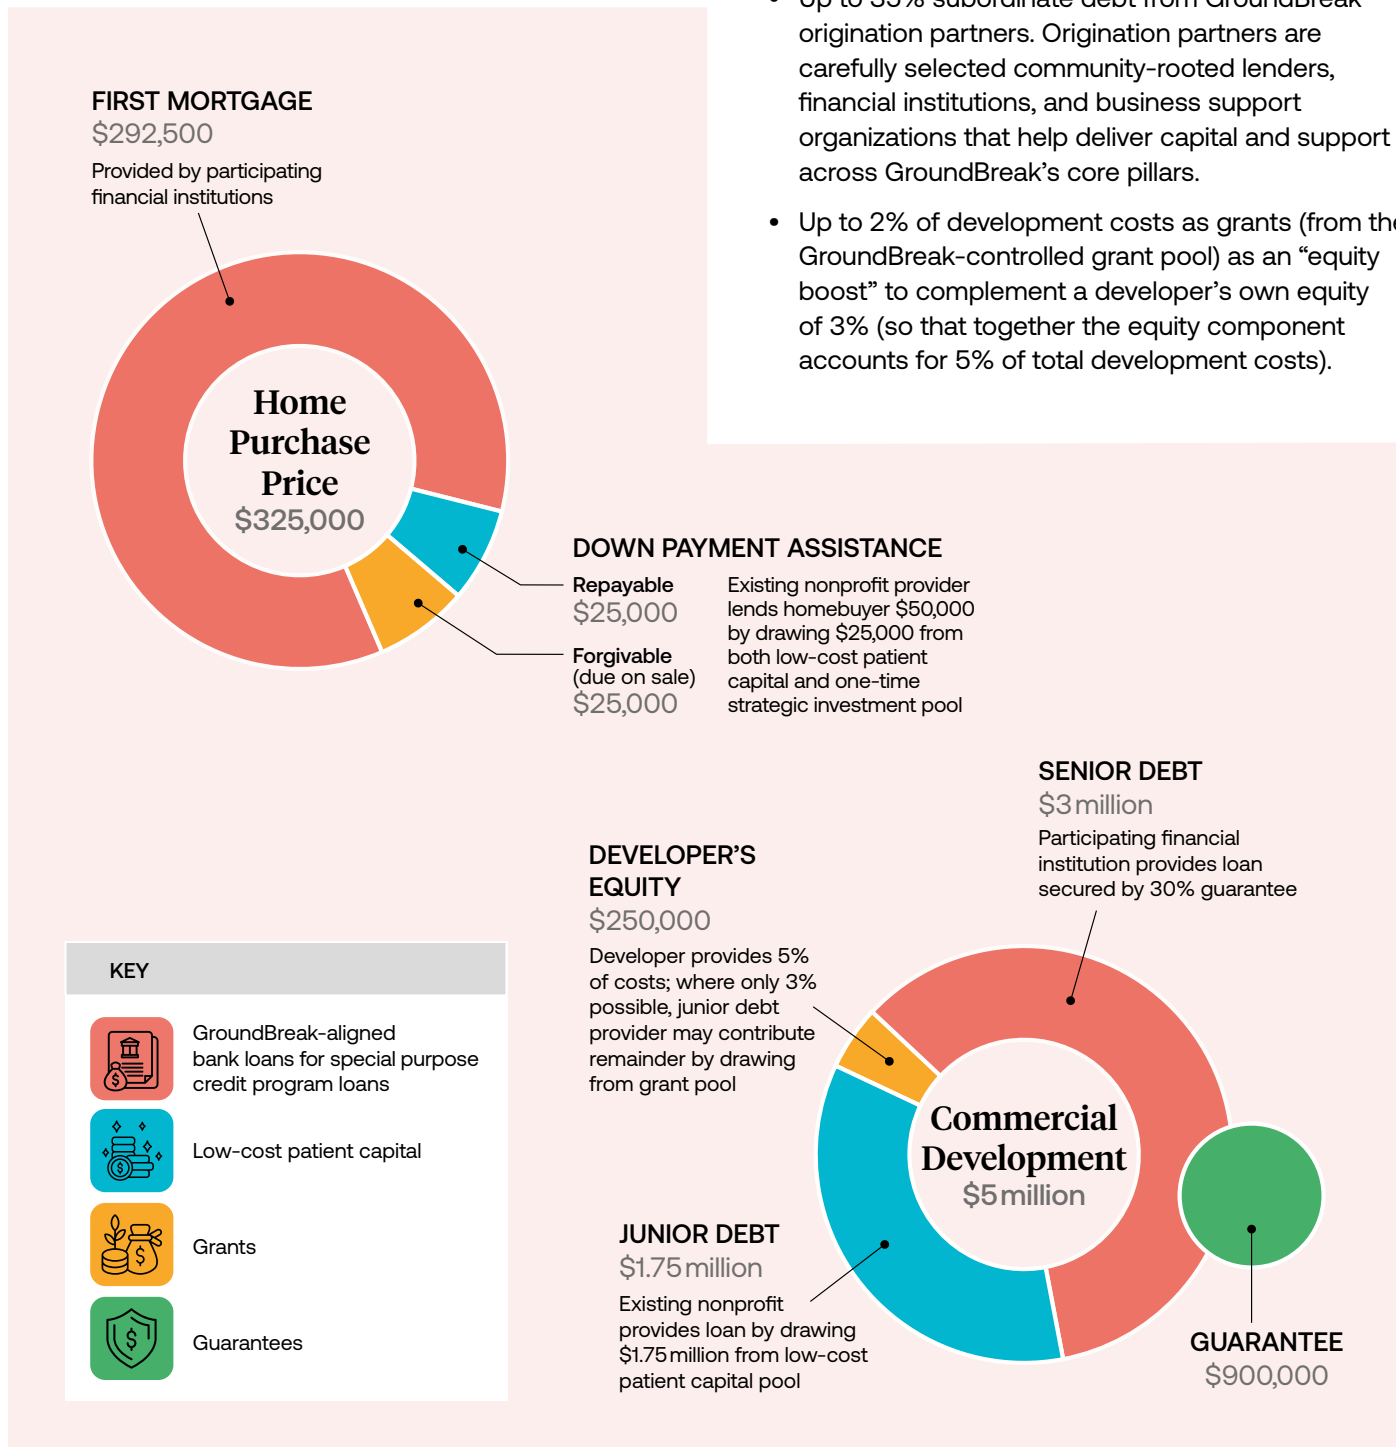 • Up to 35% subordinate debt from GroundBreak
origination partners. Origination partners are
carefully selected community-rooted lenders,
financial institutions, and business support
organizations that help deliver capital and support
across GroundBreak’s core pillars.
• Up to 2% of development costs as grants (from the
GroundBreak-controlled grant pool) as an “equity
boost” to complement a developer’s own equity
of 3% (so that together the equity component
accounts for 5% of total development costs).
FIRST MORTGAGE
$292,500
Provided by participating
financial institutions
Home
Purchase
Price
$325,000
DOWN PAYMENT ASSISTANCE
Repayable
$25,000
Forgivable
(due on sale)
$25,000
Existing nonprofit provider
lends homebuyer $50,000
by drawing $25,000 from
both low-cost patient
capital and one-time
strategic investment pool
SENIOR DEBT
$3 million
Participating financial
institution provides loan
secured by 30% guarantee
DEVELOPER’S
EQUITY
$250,000
Developer provides 5%
of costs; where only 3%
possible, junior debt
provider may contribute
remainder by drawing
from grant pool
Commercial
Development
$5 million
JUNIOR DEBT
$1.75 million
Existing nonprofit
provides loan by drawing
$1.75 million from low-cost
patient capital pool
GUARANTEE
$900,000
KEY
GroundBreak-aligned
bank loans for special purpose
credit program loans
Low-cost patient capital
Grants
Guarantees